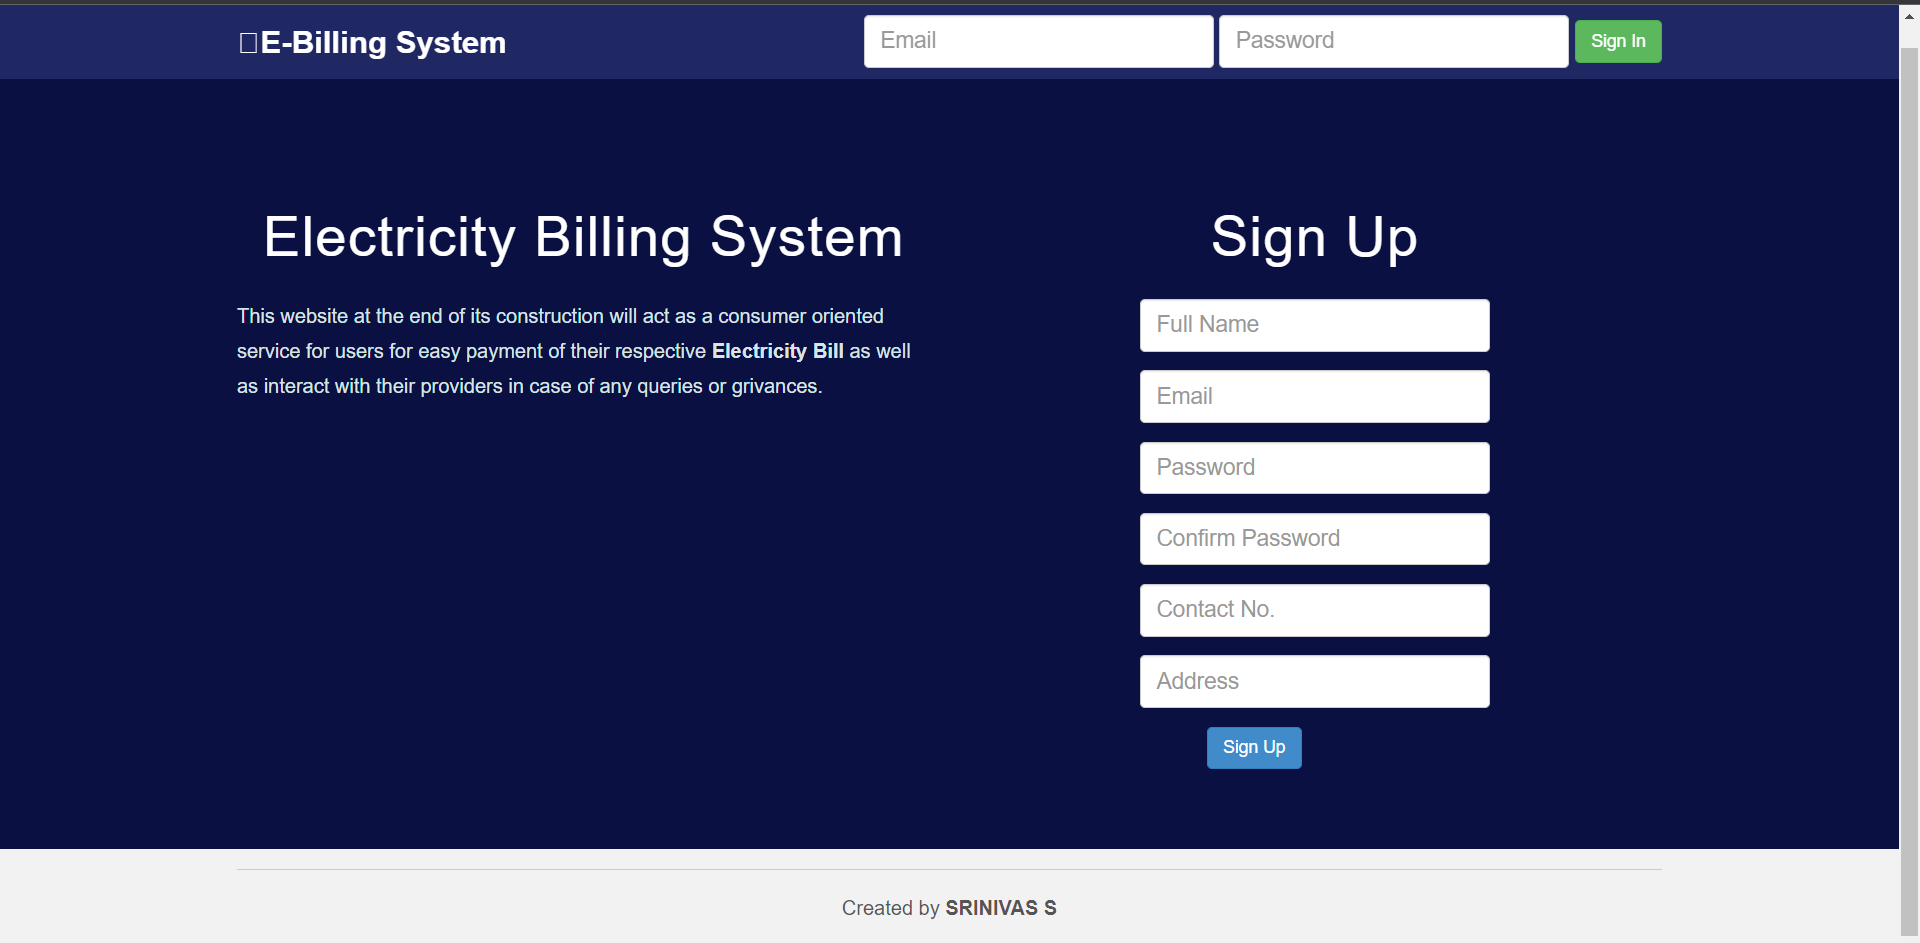 E-Billing System
Email
Password
Sign In
Electricity Billing System
This website at the end of its construction will act as a consumer oriented
service for users for easy payment of their respective Electricity Bill as well
as interact with their providers in case of any queries or grivances.
Sign Up
Full Name
Email
Password
Confirm Password
Contact No.
Address
Sign Up
Created by SRINIVAS S